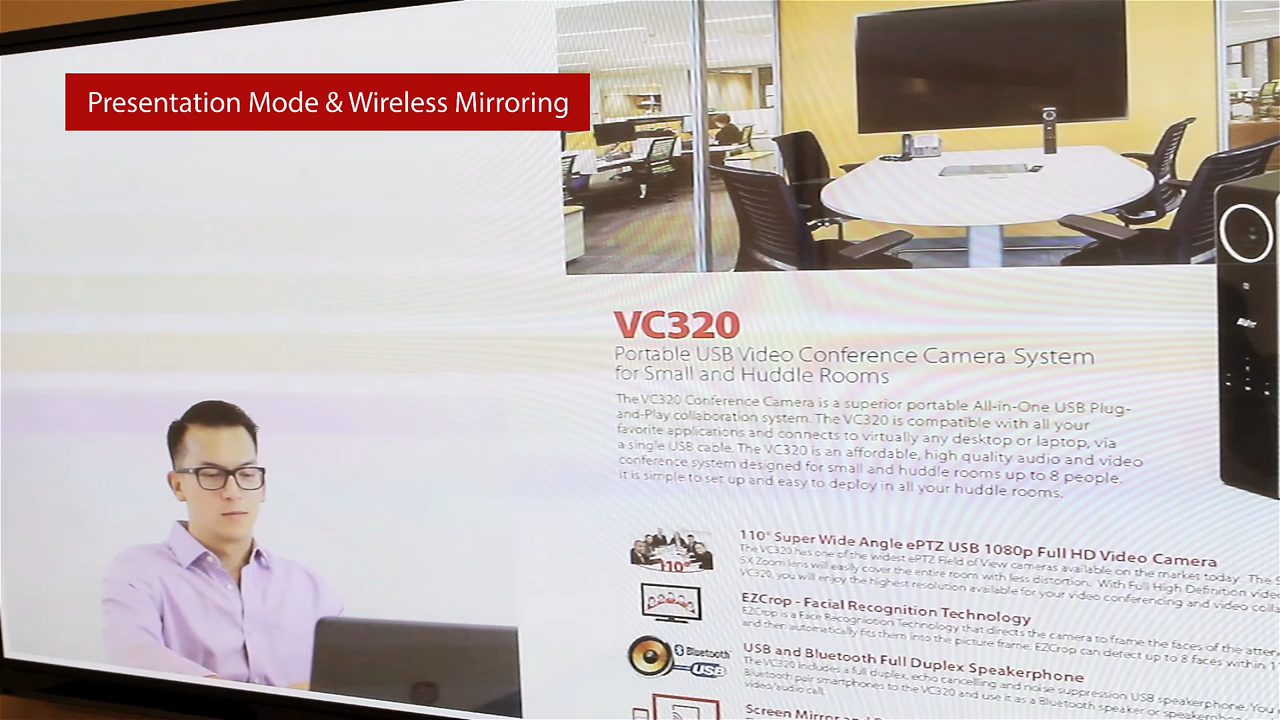 Presentation Mode & Wireless Mirroring
VC320
Portable USB Video Conference Camera System
for Small and Huddle Rooms
The VC320 Conference Camera is a superior portable All-in-One USB Plug-
and-Play collaboration system. The VC320 is compatible with all your
favorite applications and connects to virtually any desktop or laptop, via
a single USB cable. The VC320 is an affordable, high quality audio and video
conference system designed for small and huddle rooms up to 8 people.
It is simple to set up and easy to deploy in all your huddle rooms.
AVer
110° Super Wide Angle ePTZ USB 1080p Full HD Video Camera
The VC320 has one of the widest ePTZ Field of View cameras available on the market today. The
5X Zoom lens will easily cover the entire room with less distortion. With Full High Definition
VC320, you will enjoy the highest resolution available for your video conferencing and video
110°
EZCrop - Facial Recognition Technology
EZCrop is a Face Recognition Technology that directs the camera to frame the faces of the
and then automatically fits them into the picture frame. EZCrop can detect up to 8 faces within
USB and Bluetooth Full Duplex Speakerphone
Bluetooth
USB
The VC320 includes a full duplex, echo cancelling and noise suppression USB speakerphone. You
Bluetooth pair smartphones to the VC320 and use it as a Bluetooth speaker or
video/audio call.
Screen Mirror and